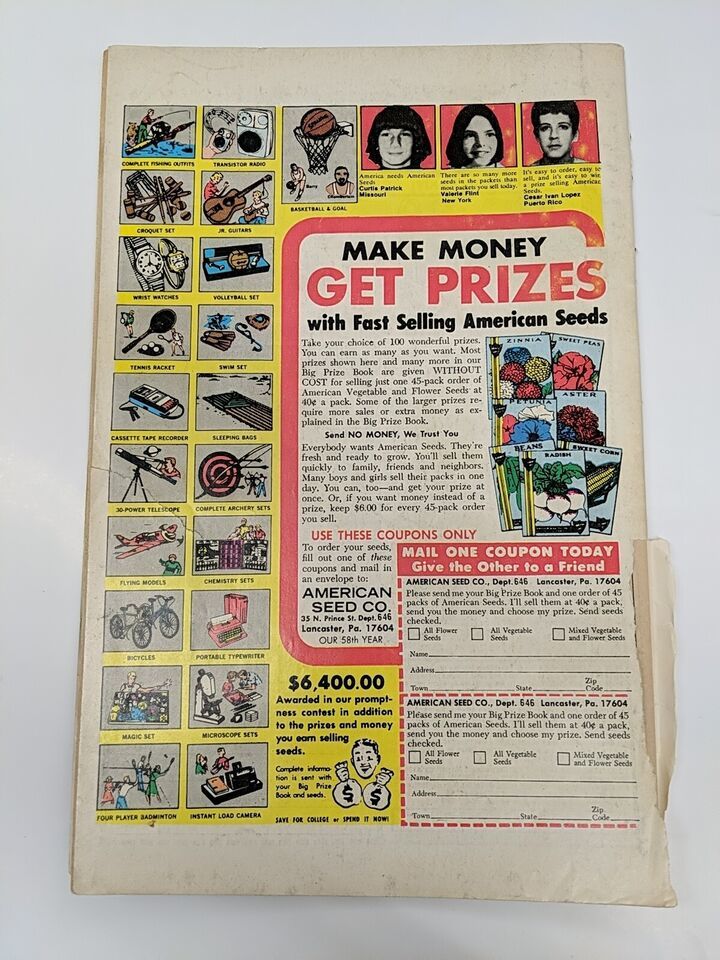 COMPLETE FISHING OUTFITS
TRANSISTOR RADIO
CROQUET SET
JR. GUITARS
WRIST WATCHES
VOLLEYBALL SET
TENNIS RACKET
SWIM SET
CASSETTE TAPE RECORDER
SLEEPING BAGS
30-POWER TELESCOPE
COMPLETE ARCHERY SETS
FLYING MODELS
CHEMISTRY SETS
BICYCLES
PORTABLE TYPEWRITER
MAGIC SET
MICROSCOPE SETS
FOUR PLAYER BADMINTON
INSTANT LOAD CAMERA
Barry
Chamberlain
BASKETBALL & GOAL
America needs American
Seeds
Curtis Patrick
Missouri
There are so many more
seeds in the packets than
most packets you sell today.
Valerie Flint
New York
It's easy to order, easy to
sell, and it's easy to win
a prize selling American
Seeds.
Cesar Ivan Lopez
Puerto Rico
MAKE MONEY
GET PRIZES
with Fast Selling American Seeds
Take your choice of 100 wonderful prizes.
You can earn as many as you want. Most
prizes shown here and many more in our
Big Prize Book are given WITHOUT
COST for selling just one 45-pack order of
American Vegetable and Flower Seeds at
40¢ a pack. Some of the larger prizes re-
quire more sales or extra money as ex-
plained in the Big Prize Book.
Send NO MONEY, We Trust You
Everybody wants American Seeds. They're
fresh and ready to grow. You'll sell them
quickly to family, friends and neighbors.
Many boys and girls sell their packs in one
day. You can, too—and get your prize at
once. Or, if you want money instead of a
prize, keep $6.00 for every 45-pack order
you sell.
ZINNIA
SWEET PEAS
PETUNIA
ASTER
BEANS
RADISH
SWEET CORN
USE THESE COUPONS ONLY
To order your seeds,
fill out one of these
coupons and mail in
an envelope to:
AMERICAN
SEED CO.
35 N. Prince St. Dept. 646
Lancaster, Pa. 17604
OUR 58th YEAR
$6,400.00
Awarded in our prompt-
ness contest in addition
to the prizes and money
you earn selling
seeds.
Complete informa-
tion is sent with
your Big Prize
Book and seeds.
$
$
SAVE FOR COLLEGE or SPEND IT NOW!
MAIL ONE COUPON TODAY
Give the Other to a Friend
AMERICAN SEED CO., Dept. 646 Lancaster, Pa. 17604
Please send me your Big Prize Book and one order of 45
packs of American Seeds. I'll sell them at 40¢ a pack,
send you the money and choose my prize. Send seeds
checked.
All Flower Seeds
All Vegetable Seeds
Mixed Vegetable and Flower Seeds
Name
Address
Town State Zip Code
AMERICAN SEED CO., Dept. 646 Lancaster, Pa. 17604
Please send me your Big Prize Book and one order of 45
packs of American Seeds. I'll sell them at 40¢ a pack,
send you the money and choose my prize. Send seeds
checked.
All Flower Seeds
All Vegetable Seeds
Mixed Vegetable and Flower Seeds
Name
Address
Town State Zip Code